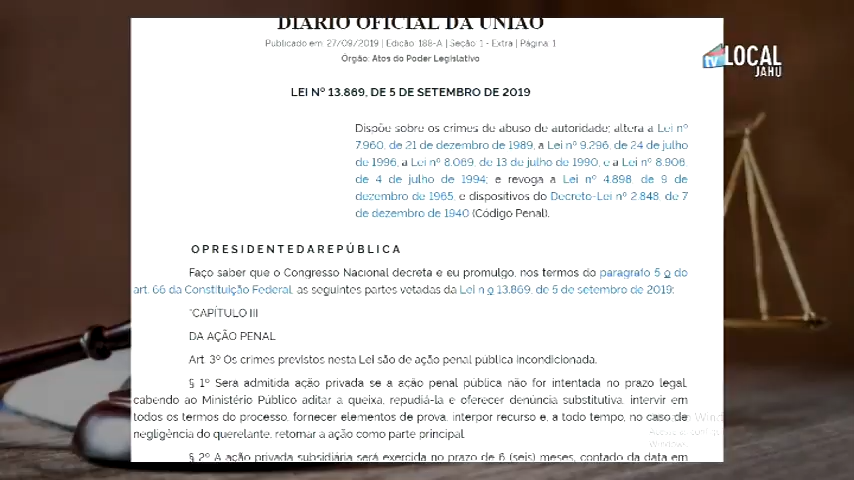 DIÁRIO OFICIAL DA UNIÃO
Publicado em: 27/09/2019 | Edição: 188-A | Seção: 1 - Extra | Página: 1
Órgão: Atos do Poder Legislativo
tv LOCAL
JAHU
LEI Nº 13.869, DE 5 DE SETEMBRO DE 2019
Dispõe sobre os crimes de abuso de autoridade; altera a Lei nº
7.960, de 21 de dezembro de 1989, a Lei nº 9.296, de 24 de julho
de 1996, a Lei nº 8.069, de 13 de julho de 1990, e a Lei nº 8.906,
de 4 de julho de 1994; e revoga a Lei nº 4.898, de 9 de
dezembro de 1965, e dispositivos do Decreto-Lei nº 2.848, de 7
de dezembro de 1940 (Código Penal).
O P R E S I D E N T E D A R E P Ú B L I C A
Faço saber que o Congresso Nacional decreta e eu promulgo, nos termos do parágrafo 5 o do
art. 66 da Constituição Federal, as seguintes partes vetadas da Lei n o 13.869, de 5 de setembro de 2019:
"CAPÍTULO III
DA AÇÃO PENAL
Art. 3º Os crimes previstos nesta Lei são de ação penal pública incondicionada.
§ 1º Será admitida ação privada se a ação penal pública não for intentada no prazo legal,
cabendo ao Ministério Público aditar a queixa, repudiá-la e oferecer denúncia substitutiva, intervir em
todos os termos do processo, fornecer elementos de prova, interpor recurso e, a todo tempo, no caso de
negligência do querelante, retomar a ação como parte principal.
§ 2º A ação privada subsidiária será exercida no prazo de 6 (seis) meses, contado da data em